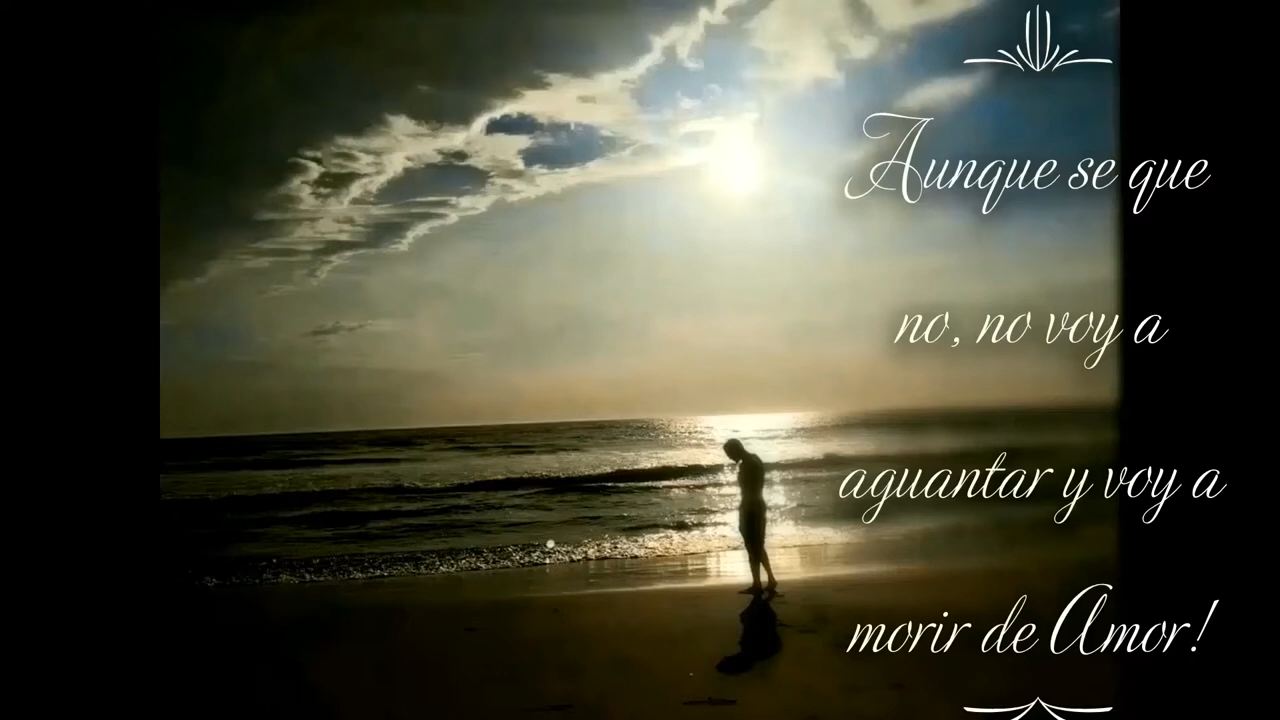 Aunque se que
no, no voy a
aguantar y voy a
morir de Amor!